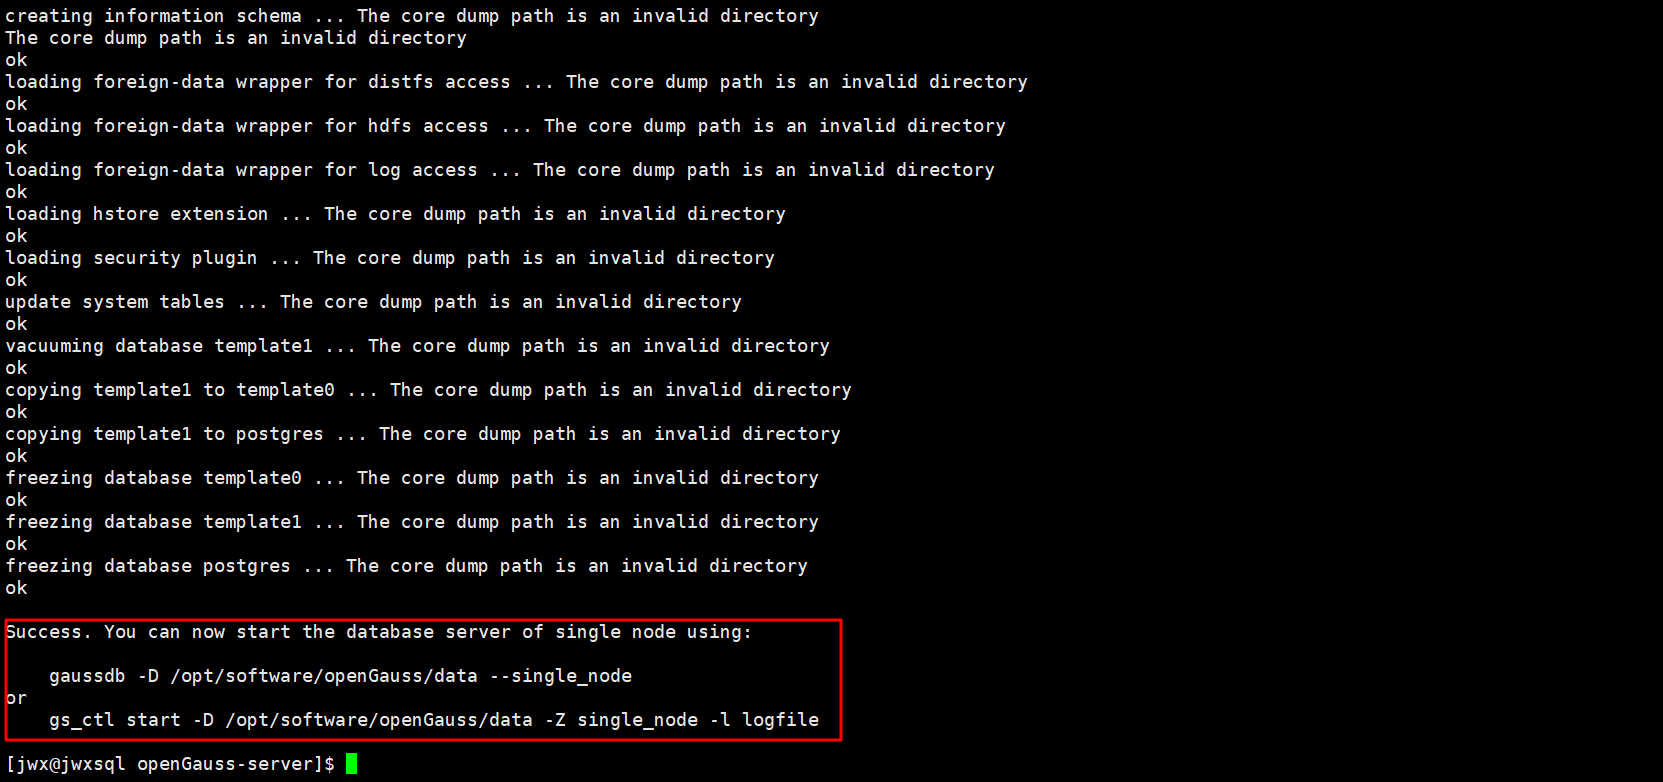 creating information schema ... The core dump path is an invalid directory
The core dump path is an invalid directory
ok
loading foreign-data wrapper for distfs access ... The core dump path is an invalid directory
ok
loading foreign-data wrapper for hdfs access ... The core dump path is an invalid directory
ok
loading foreign-data wrapper for log access ... The core dump path is an invalid directory
ok
loading hstore extension ... The core dump path is an invalid directory
ok
loading security plugin ... The core dump path is an invalid directory
ok
update system tables ... The core dump path is an invalid directory
ok
vacuuming database template1 ... The core dump path is an invalid directory
ok
copying template1 to template0 ... The core dump path is an invalid directory
ok
copying template1 to postgres ... The core dump path is an invalid directory
ok
freezing database template0 ... The core dump path is an invalid directory
ok
freezing database template1 ... The core dump path is an invalid directory
ok
freezing database postgres ... The core dump path is an invalid directory
ok
Success. You can now start the database server of single node using:
gaussdb -D /opt/software/openGauss/data --single_node
or
gs_ctl start -D /opt/software/openGauss/data -Z single_node -l logfile
[jwx@jwxsql openGauss-server]$